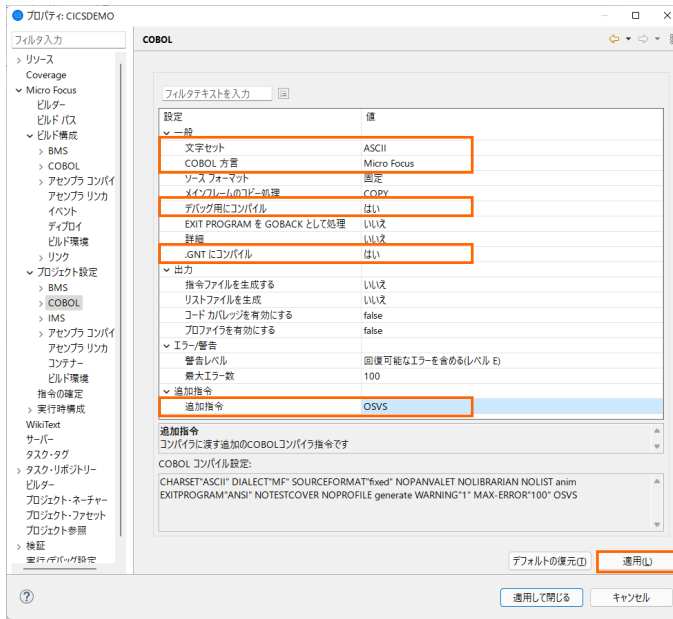 プロパティ: CICSDEMO
フィルタ入力
COBOL
リソース
Coverage
Micro Focus
ビルダー
ビルド パス
ビルド構成
BMS
COBOL
アセンブラ コンパイ
アセンブラ リンカ
イベント
ディプロイ
ビルド環境
リンク
プロジェクト設定
BMS
COBOL
IMS
アセンブラ コンパイ
アセンブラ リンカ
コンテナー
ビルド環境
指令の確定
実行時構成
WikiText
サーバー
タスク・タグ
タスク・リポジトリー
ビルダー
プロジェクト・ネーチャー
プロジェクト・ファセット
プロジェクト参照
検証
実行/デバッグ設定
フィルタテキストを入力
設定 値
一般
文字セット ASCII
COBOL 方言 Micro Focus
ソース フォーマット 固定
メインフレームのコピー処理 COPY
デバッグ用にコンパイル はい
EXIT PROGRAM を GOBACK として処理 いいえ
詳細 いいえ
.GNT にコンパイル はい
出力
指令ファイルを生成する いいえ
リストファイルを生成 いいえ
コード カバレッジを有効にする false
プロファイラを有効にする false
エラー/警告
警告レベル 回復可能なエラーを含める(レベル E)
最大エラー数 100
追加指令
追加指令 OSVS
追加指令
コンパイラに渡す追加のCOBOLコンパイラ指令です
COBOL コンパイル設定:
CHARSET"ASCII" DIALECT"MF" SOURCEFORMAT"fixed" NOPANVALET NOLIBRARIAN NOLIST anim
EXITPROGRAM"ANSI" NOTESTCOVER NOPROFILE generate WARNING"1" MAX-ERROR"100" OSVS
デフォルトの復元(T) 適用(L)
適用して閉じる キャンセル